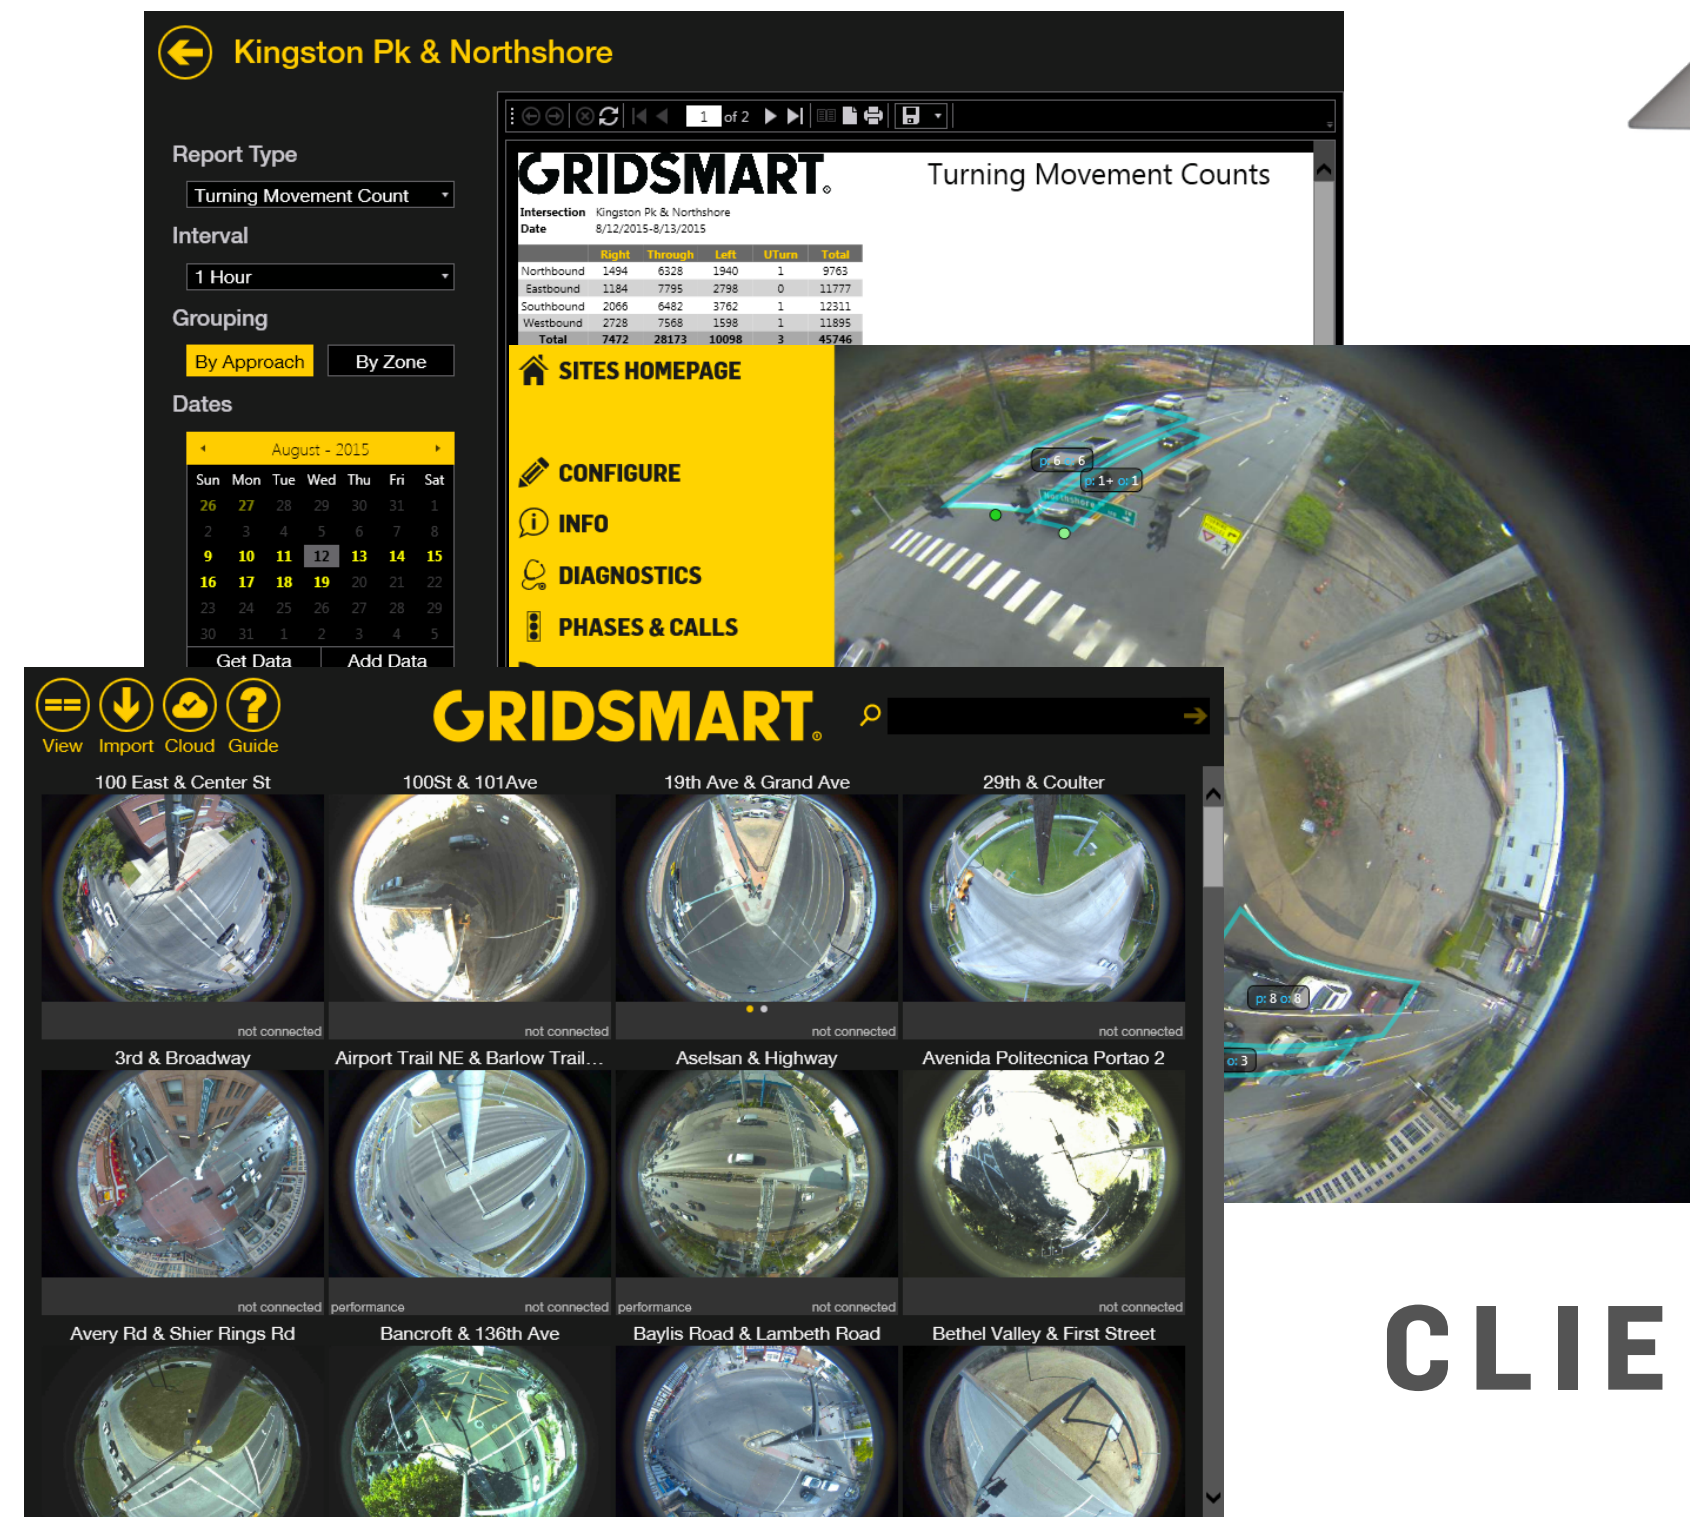 Kingston Pk & Northshore
Report Type
Turning Movement Count
Interval
1 Hour
Grouping
By Approach By Zone
Dates
August - 2015
Sun Mon Tue Wed Thu Fri Sat
26 27 28 29 30 31 1
2 3 4 5 6 7 8
9 10 11 12 13 14 15
16 17 18 19 20 21 22
23 24 25 26 27 28 29
30 31 1 2 3 4 5
Get Data Add Data
1 of 2
GRIDSMART®
Turning Movement Counts
Intersection Kingston Pk & Northshore
Date 8/12/2015-8/13/2015
Right Through Left UTurn Total
Northbound 1494 6328 1940 1 9763
Eastbound 1184 7795 2798 0 11777
Southbound 2066 6482 3762 1 12311
Westbound 2728 7568 1598 1 11895
Total 7472 28173 10098 3 45746
SITES HOMEPAGE
CONFIGURE
INFO
DIAGNOSTICS
PHASES & CALLS
p: 6 o: 6
p: 1+ o: 1
Northshore
p: 8 o: 8
o: 3
View Import Cloud Guide
GRIDSMART®
100 East & Center St
not connected
100St & 101Ave
not connected
19th Ave & Grand Ave
not connected
29th & Coulter
not connected
3rd & Broadway
not connected
Airport Trail NE & Barlow Trail...
performance not connected
Aselsan & Highway
performance not connected
Avenida Politecnica Portao 2
not connected
Avery Rd & Shier Rings Rd
Bancroft & 136th Ave
Baylis Road & Lambeth Road
Bethel Valley & First Street
CLIE